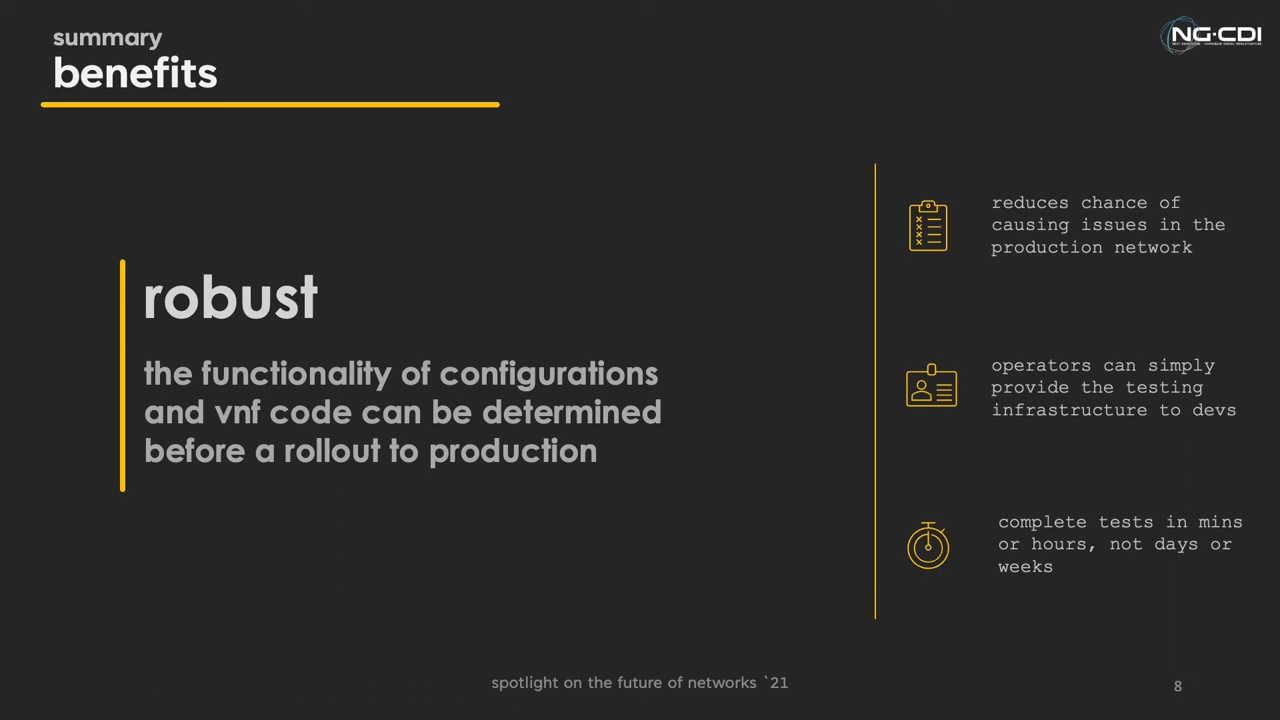 summary
benefits
NG·CDI
robust
the functionality of configurations
and vnf code can be determined
before a rollout to production
reduces chance of
causing issues in the
production network
operators can simply
provide the testing
infrastructure to devs
complete tests in mins
or hours, not days or
weeks
spotlight on the future of networks `21
8